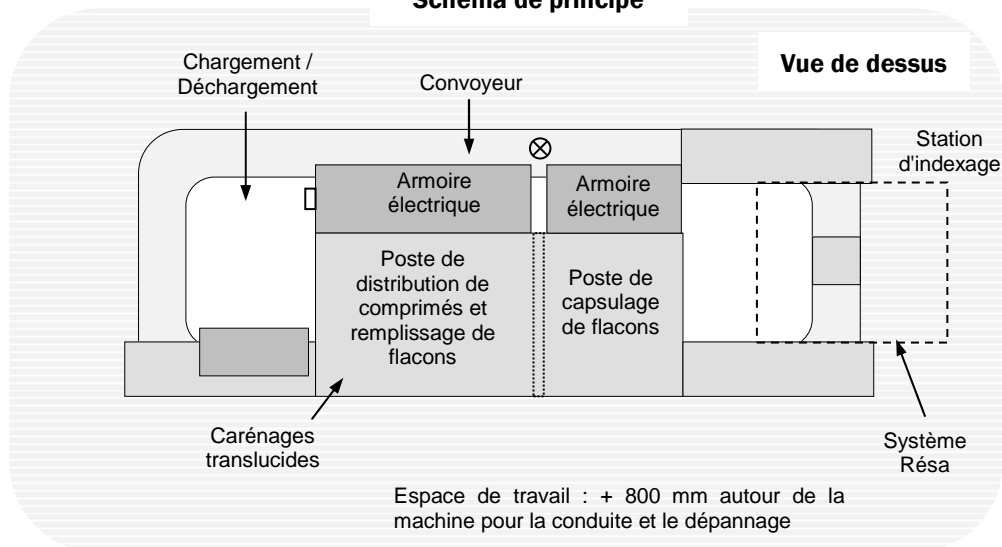 Schéma de principe
Vue de dessus
Chargement /
Déchargement
Convoyeur
Station
d'indexage
Armoire
électrique
Armoire
électrique
Poste de
distribution de
comprimés et
remplissage de
flacons
Poste de
capsulage
de flacons
Carénages
translucides
Système
Résa
Espace de travail : + 800 mm autour de la
machine pour la conduite et le dépannage